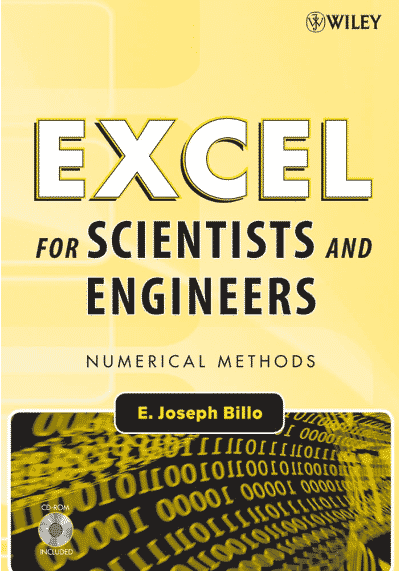 WILEY
EXCEL
FOR SCIENTISTS AND
ENGINEERS
NUMERICAL METHODS
E. Joseph Billo
CD-ROM
INCLUDED